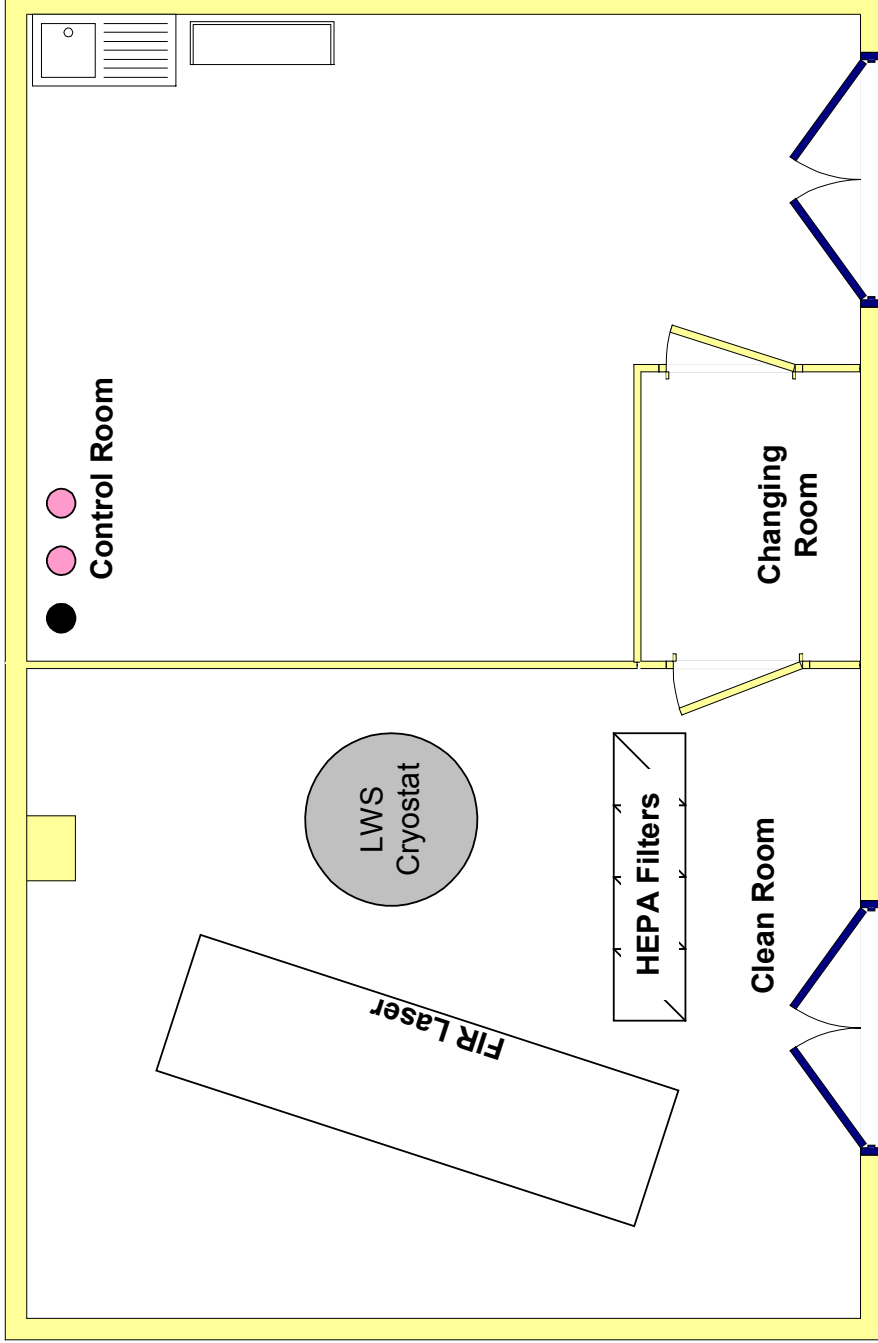 Control Room
Changing
Room
LWS
Cryostat
HEPA Filters
Clean Room
FIR Laser